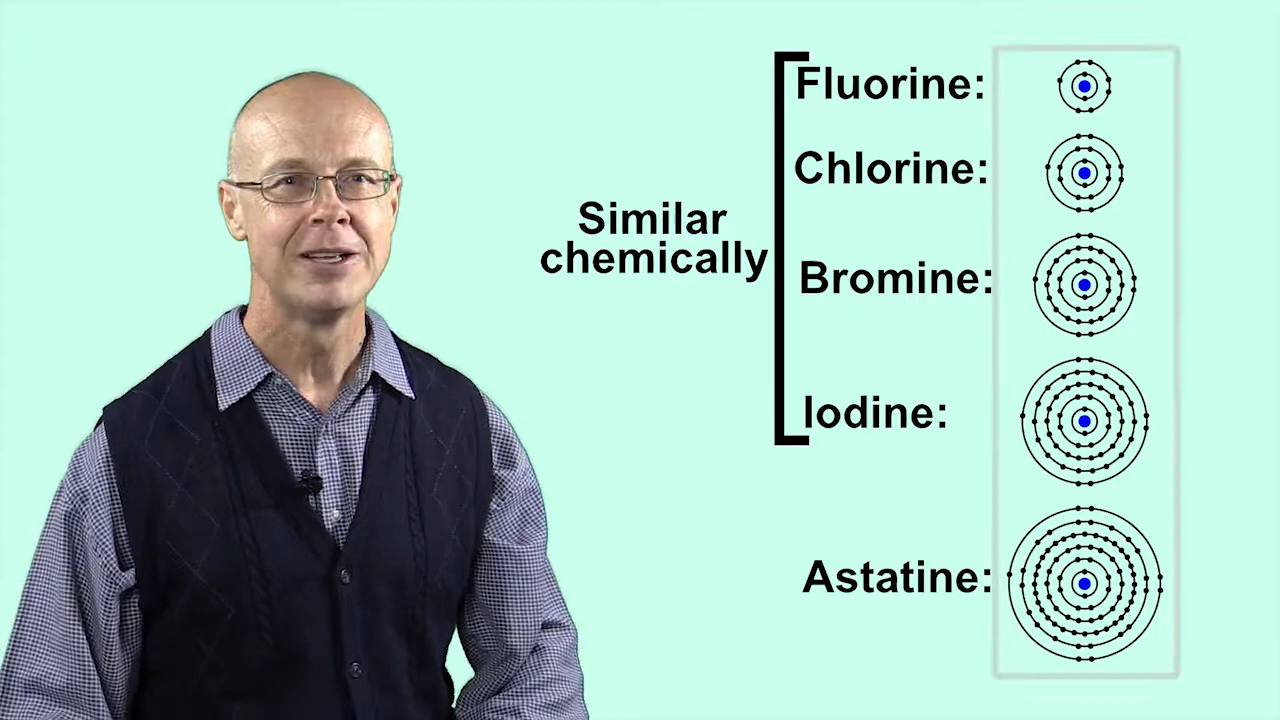 Fluorine:
Chlorine:
Similar
chemically
Bromine:
Iodine:
Astatine: